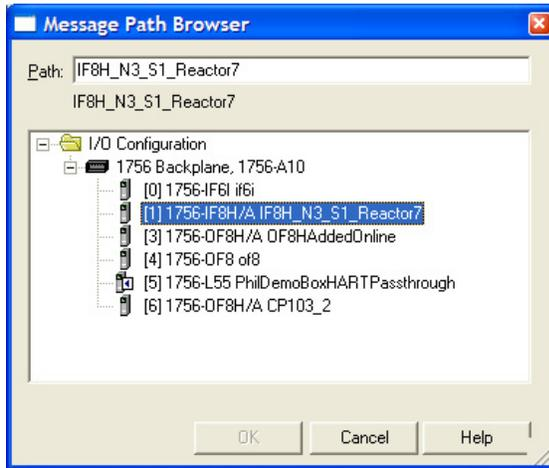 Message Path Browser
Path: IF8H_N3_S1_Reactor7
IF8H_N3_S1_Reactor7
I/O Configuration
1756 Backplane, 1756-A10
[0] 1756-IF6I if6i
[1] 1756-IF8H/A IF8H_N3_S1_Reactor7
[3] 1756-OF8H/A OF8HAddedOnline
[4] 1756-OF8 of8
[5] 1756-L55 PhilDemoBoxHARTPassthrough
[6] 1756-OF8H/A CP103_2
OK Cancel Help